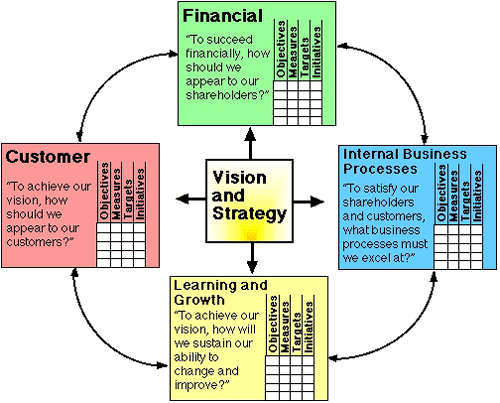 Financial
“To succeed
financially, how
should we
appear to our
shareholders?”
Objectives
Measures
Targets
Initiatives
Customer
“To achieve our
vision, how
should we
appear to our
customers?”
Objectives
Measures
Targets
Initiatives
Vision
and
Strategy
Internal Business
Processes
“To satisfy our
shareholders
and customers,
what business
processes must
we excel at?”
Objectives
Measures
Targets
Initiatives
Learning and
Growth
“To achieve our
vision, how will
we sustain our
ability to
change and
improve?”
Objectives
Measures
Targets
Initiatives